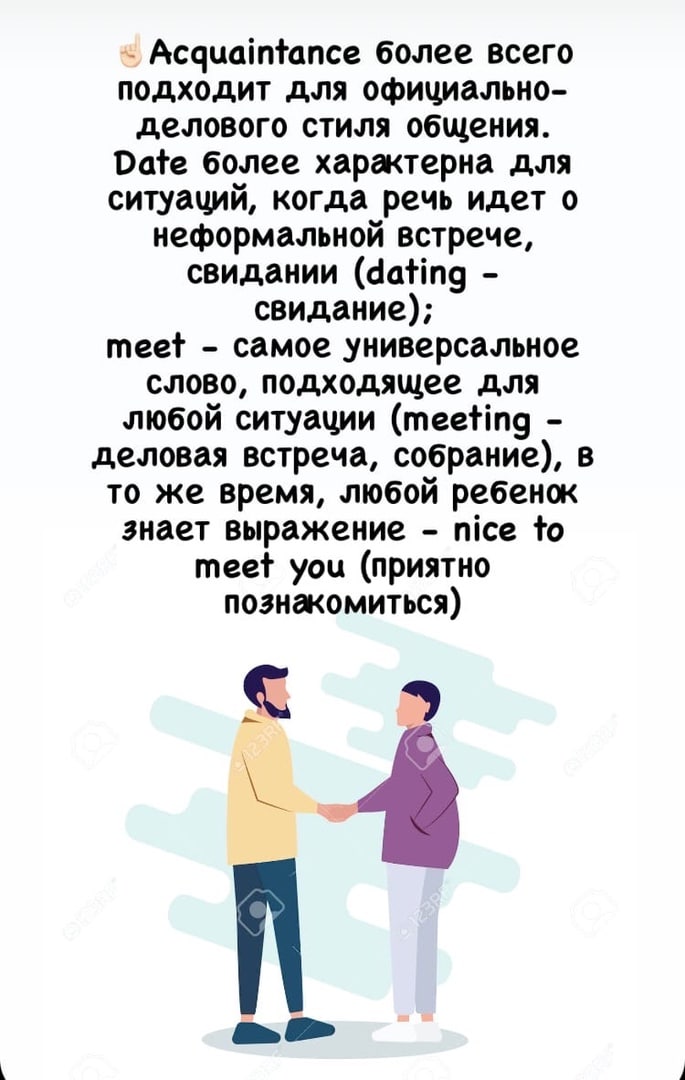 ☝🏻Acquaintance более всего
подходит для официально-
делового стиля общения.
Date более характерна для
ситуаций, когда речь идет о
неформальной встрече,
свидании (dating -
свидание);
meet - самое универсальное
слово, подходящее для
любой ситуации (meeting -
деловая встреча, собрание), в
то же время, любой ребенок
знает выражение - nice to
meet you (приятно
познакомиться)
123RF
123RF